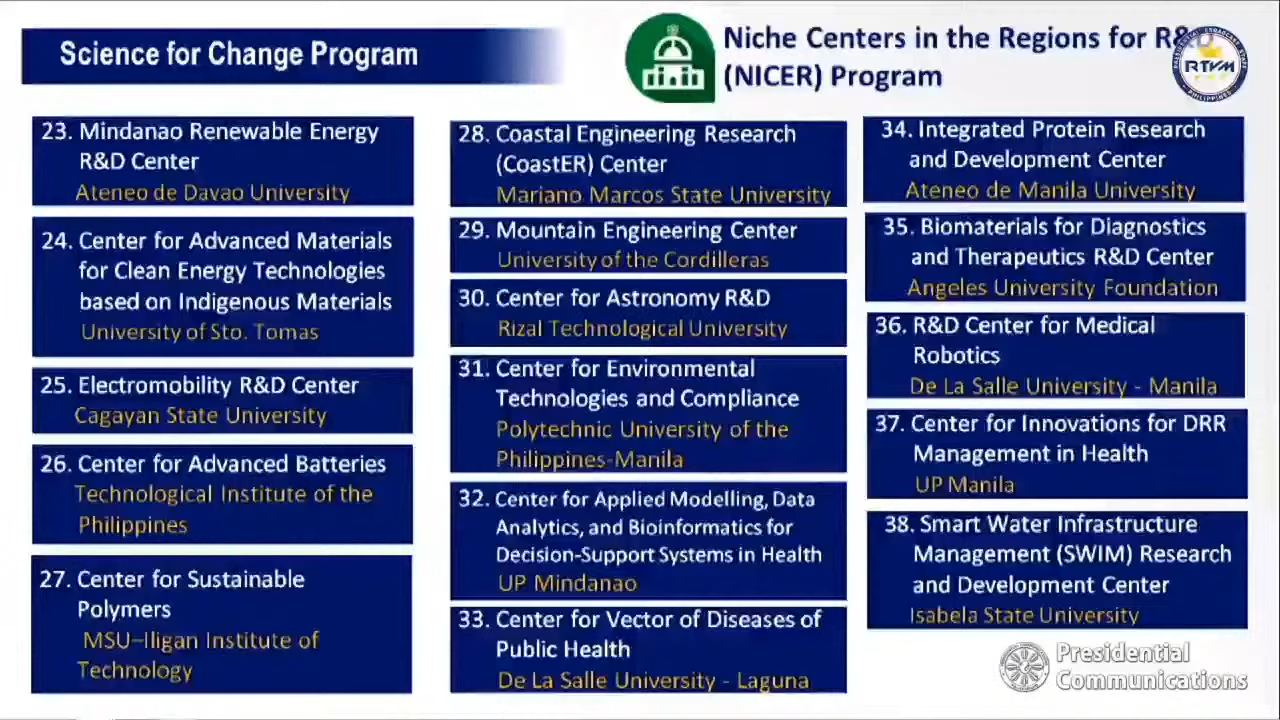 Science for Change Program
Niche Centers in the Regions for R&D
(NICER) Program
RTVM
23. Mindanao Renewable Energy
R&D Center
Ateneo de Davao University
24. Center for Advanced Materials
for Clean Energy Technologies
based on Indigenous Materials
University of Sto. Tomas
25. Electromobility R&D Center
Cagayan State University
26. Center for Advanced Batteries
Technological Institute of the
Philippines
27. Center for Sustainable
Polymers
MSU–Iligan Institute of
Technology
28. Coastal Engineering Research
(CoastER) Center
Mariano Marcos State University
29. Mountain Engineering Center
University of the Cordilleras
30. Center for Astronomy R&D
Rizal Technological University
31. Center for Environmental
Technologies and Compliance
Polytechnic University of the
Philippines-Manila
32. Center for Applied Modelling, Data
Analytics, and Bioinformatics for
Decision-Support Systems in Health
UP Mindanao
33. Center for Vector of Diseases of
Public Health
De La Salle University - Laguna
34. Integrated Protein Research
and Development Center
Ateneo de Manila University
35. Biomaterials for Diagnostics
and Therapeutics R&D Center
Angeles University Foundation
36. R&D Center for Medical
Robotics
De La Salle University - Manila
37. Center for Innovations for DRR
Management in Health
UP Manila
38. Smart Water Infrastructure
Management (SWIM) Research
and Development Center
Isabela State University
Presidential
Communications